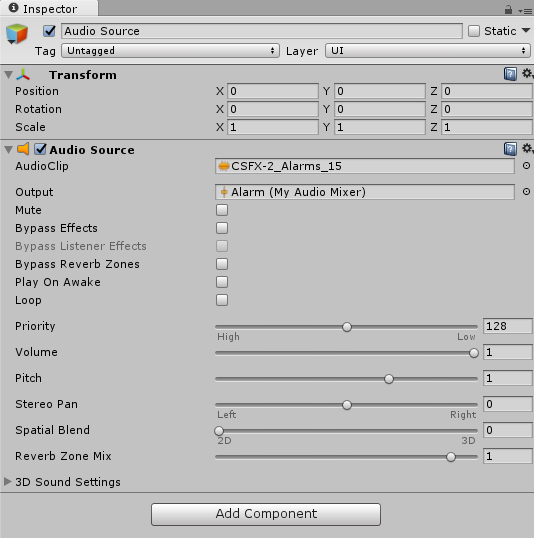 Inspector
Audio Source Static
Tag Untagged Layer UI
Transform
Position X 0 Y 0 Z 0
Rotation X 0 Y 0 Z 0
Scale X 1 Y 1 Z 1
Audio Source
AudioClip CSFX-2_Alarms_15
Output Alarm (My Audio Mixer)
Mute
Bypass Effects
Bypass Listener Effects
Bypass Reverb Zones
Play On Awake
Loop
Priority 128
High Low
Volume 1
Pitch 1
Stereo Pan 0
Left Right
Spatial Blend 0
2D 3D
Reverb Zone Mix 1
3D Sound Settings
Add Component